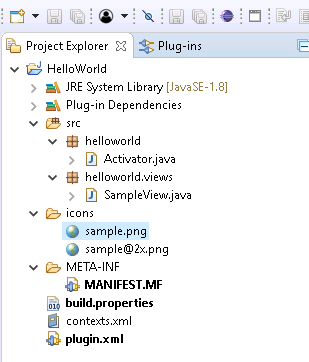 Project Explorer Plug-ins
HelloWorld
JRE System Library [JavaSE-1.8]
Plug-in Dependencies
src
helloworld
Activator.java
helloworld.views
SampleView.java
icons
sample.png
sample@2x.png
META-INF
MANIFEST.MF
build.properties
contexts.xml
plugin.xml